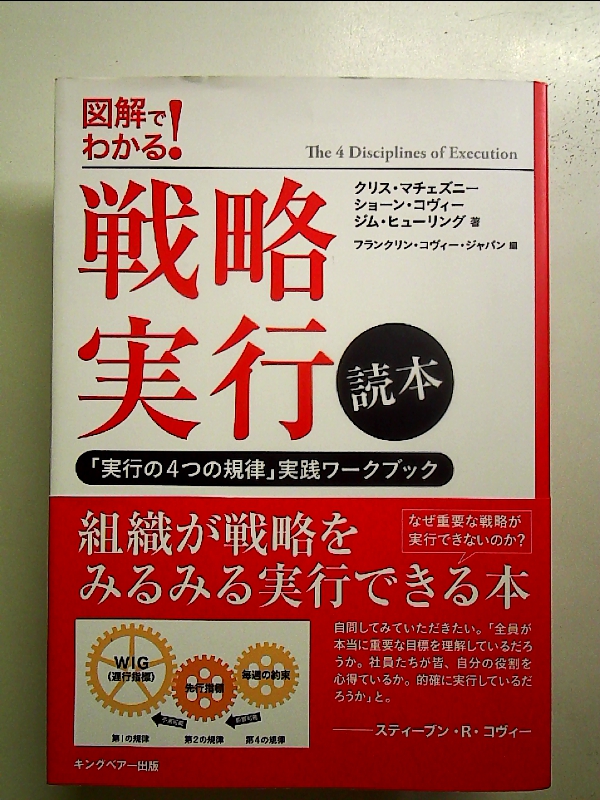 図解で
わかる!
The 4 Disciplines of Execution
戦略
実行
読本
クリス・マチェズニー
ショーン・コヴィー
ジム・ヒューリング 著
フランクリン・コヴィー・ジャパン 編
「実行の4つの規律」実践ワークブック
組織が戦略を
みるみる実行できる本
なぜ重要な戦略が
実行できないのか?
WIG
(遅行指標)
先行指標
毎週の約束
予測可能
影響可能
第1の規律
第2の規律
第4の規律
自問してみていただきたい。「全員が
本当に重要な目標を理解しているだろ
うか。社員たちが皆、自分の役割を
心得ているか。的確に実行しているだ
ろうか」と。
スティーブン・R・コヴィー
キングベアー出版